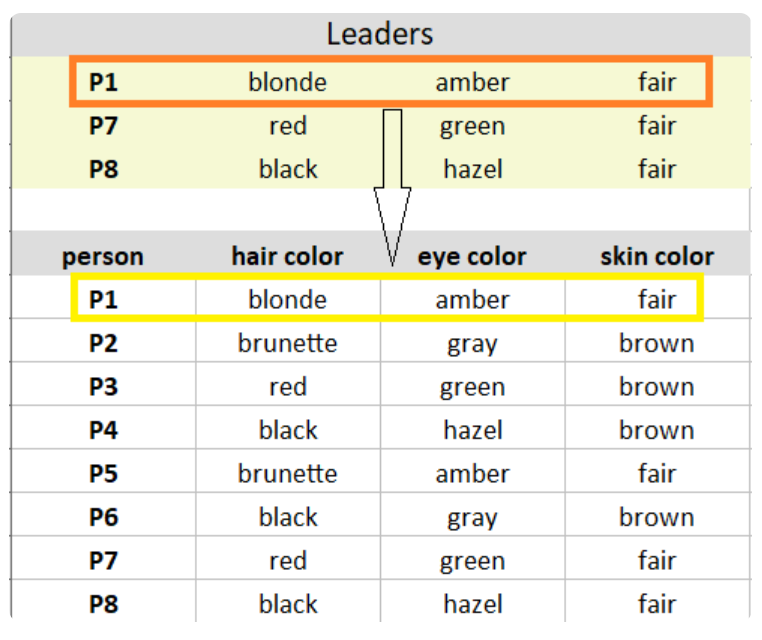 Leaders
P1 blonde amber fair
P7 red green fair
P8 black hazel fair
person hair color eye color skin color
P1 blonde amber fair
P2 brunette gray brown
P3 red green brown
P4 black hazel brown
P5 brunette amber fair
P6 black gray brown
P7 red green fair
P8 black hazel fair